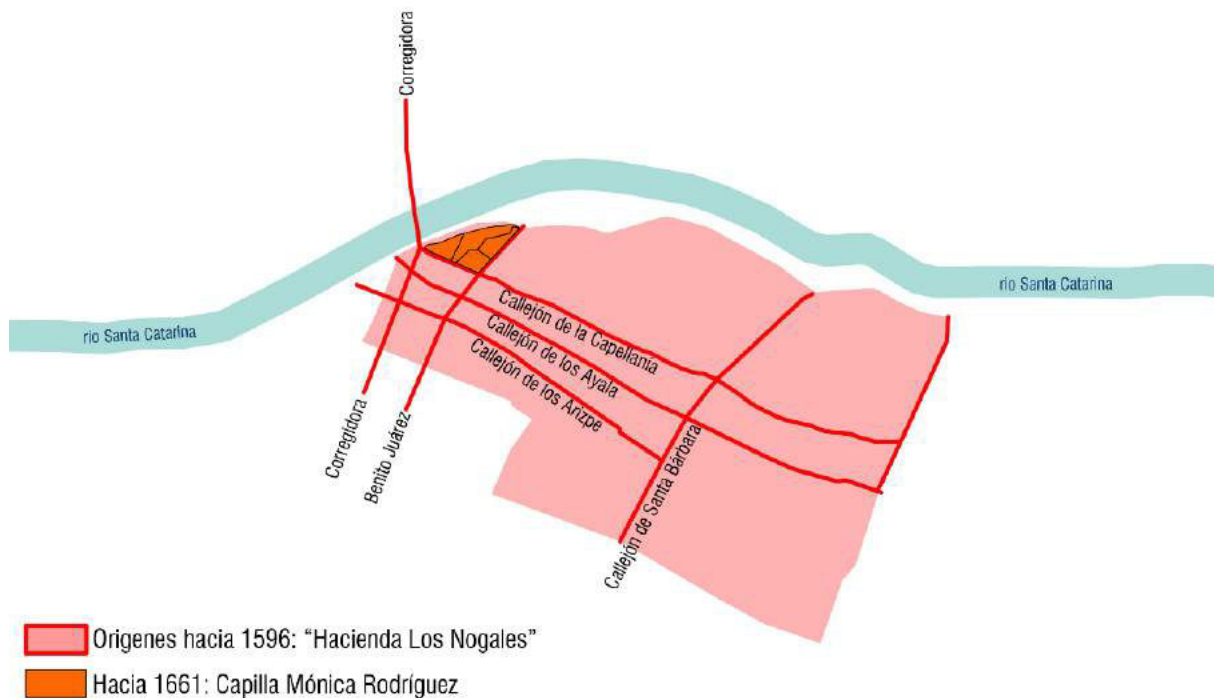 Corregidora
río Santa Catarina
río Santa Catarina
Callejón de la Capellanía
Callejón de los Ayala
Callejón de los Arizpe
Corregidora
Benito Juárez
Callejón de Santa Bárbara
Origenes hacia 1596: “Hacienda Los Nogales”
Hacia 1661: Capilla Mónica Rodríguez